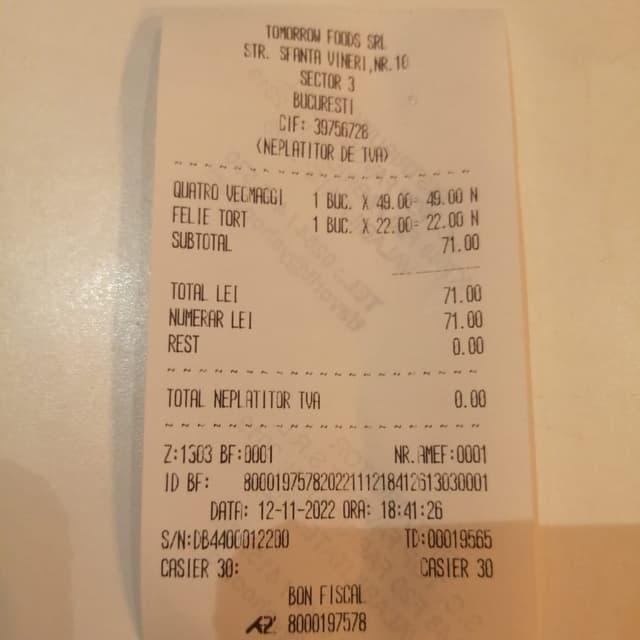 TOMORROW FOODS SRL
STR. SFANTA VINERI,NR.10
SECTOR 3
BUCURESTI
CIF: 39756728
(NEPLATITOR DE TVA)
QUATRO VEGMAGGI 1 BUC. X 49.00= 49.00 N
FELIE TORT 1 BUC. X 22.00= 22.00 N
SUBTOTAL 71.00
TOTAL LEI 71.00
NUMERAR LEI 71.00
REST 0.00
TOTAL NEPLATITOR TVA 0.00
Z:1303 BF:0001 NR.AMEF:0001
ID BF: 8000197578202211121841261303​0001
DATA: 12-11-2022 ORA: 18:41:26
S/N:DB4400012200 TD:00019565
CASIER 30: CASIER 30
BON FISCAL
8000197578